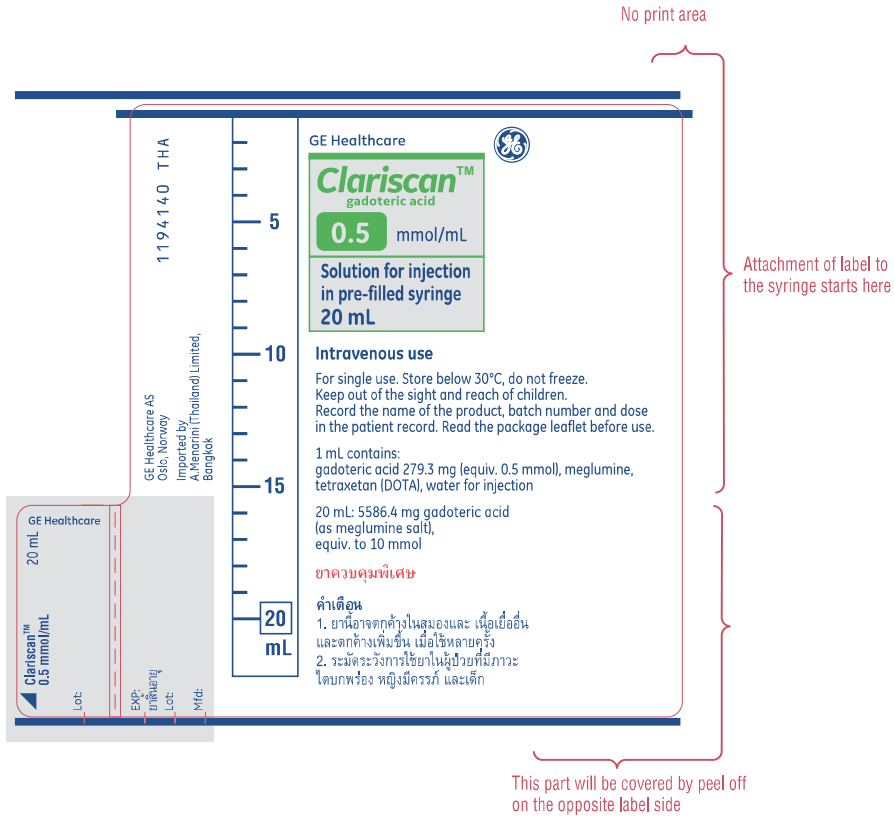 No print area
GE Healthcare
Clariscan™
gadoteric acid
0.5 mmol/mL
Solution for injection
in pre-filled syringe
20 mL
Intravenous use
For single use. Store below 30°C, do not freeze.
Keep out of the sight and reach of children.
Record the name of the product, batch number and dose
in the patient record. Read the package leaflet before use.
1 mL contains:
gadoteric acid 279.3 mg (equiv. 0.5 mmol), meglumine,
tetraxetan (DOTA), water for injection
20 mL: 5586.4 mg gadoteric acid
(as meglumine salt),
equiv. to 10 mmol
ยาควบคุมพิเศษ
คำเตือน
1. ยานี้อาจตกค้างในสมองและ เนื้อเยื่ออื่น
และตกค้างเพิ่มขึ้น เมื่อใช้หลายครั้ง
2. ระมัดระวังการใช้ยาในผู้ป่วยที่มีภาวะ
ไตบกพร่อง หญิงมีครรภ์ และเด็ก
5
10
15
20
mL
1194140 THA
GE Healthcare AS
Oslo, Norway
Imported by
A.Menarini (Thailand) Limited,
Bangkok
GE Healthcare
20 mL
Clariscan™
0.5 mmol/mL
Lot:
EXP:
ยาสิ้นอายุ
Lot:
Mfd:
Attachment of label to
the syringe starts here
This part will be covered by peel off
on the opposite label side